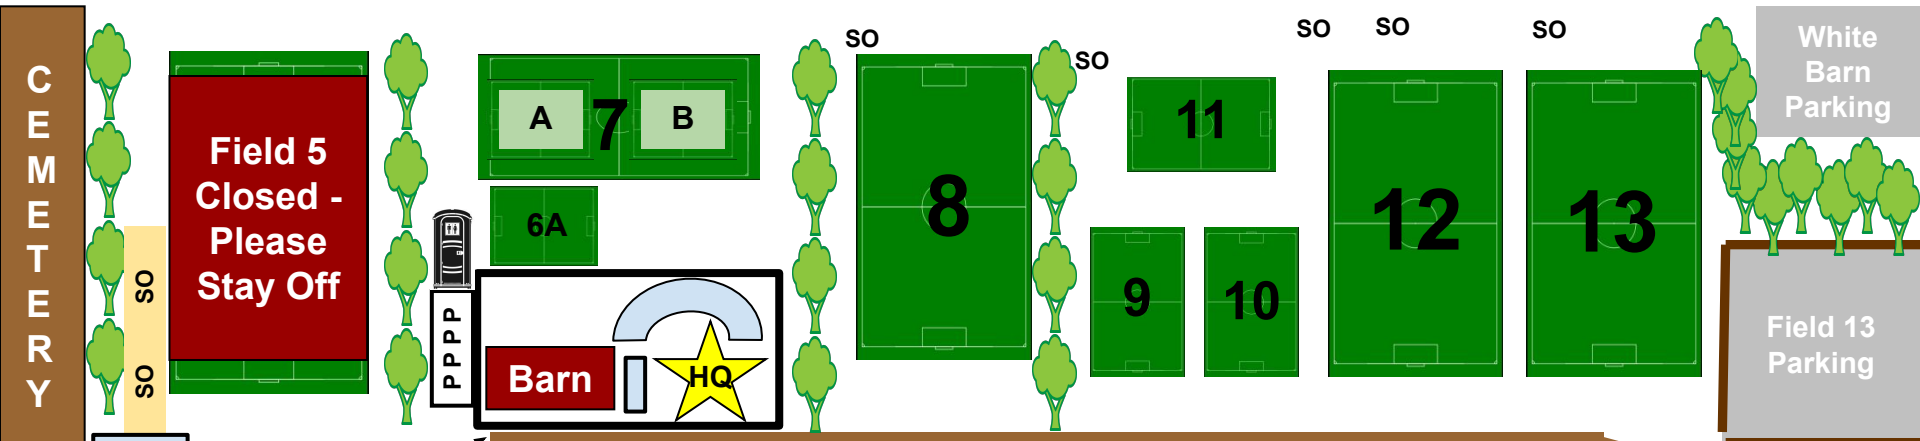 CEMETERY
SO
SO
Field 5
Closed -
Please
Stay Off
A
7
B
6A
PPPP
Barn
HQ
SO
8
SO
11
9
10
SO
SO
12
SO
13
White
Barn
Parking
Field 13
Parking